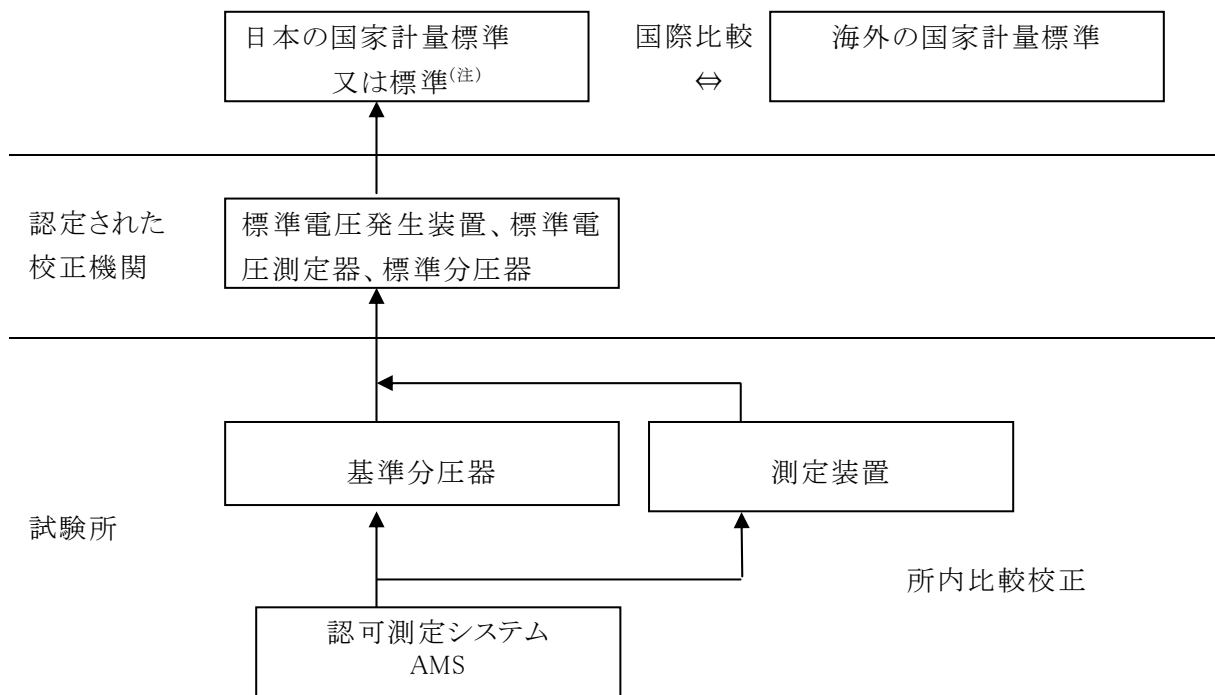 日本の国家計量標準
又は標準(注)
国際比較
⇔
海外の国家計量標準
認定された
校正機関
標準電圧発生装置、標準電
圧測定器、標準分圧器
基準分圧器
測定装置
試験所
所内比較校正
認可測定システム
AMS